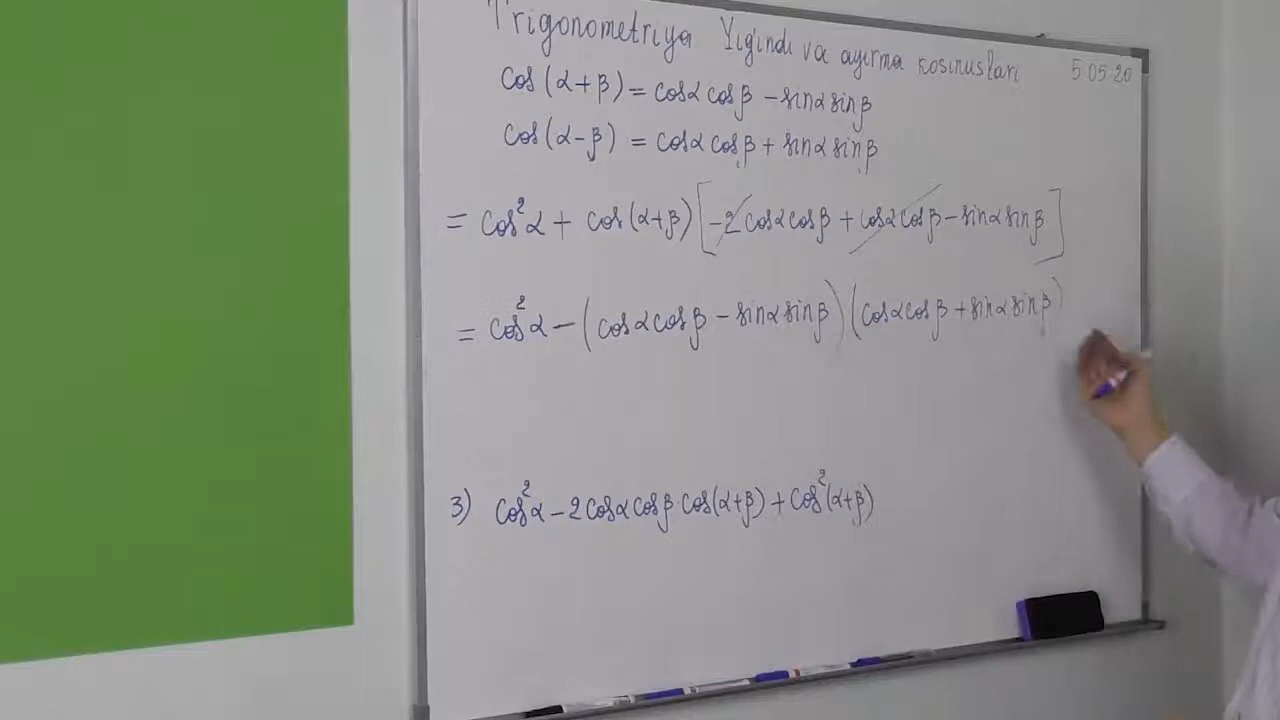 Trigonometriya Yig'indi va ayirma kosinuslari 5.05.20
cos(α+β) = cosα cosβ - sinα sinβ
cos(α-β) = cosα cosβ + sinα sinβ
= cos²α + cos(α+β)[-2cosα cosβ + cosα cosβ - sinα sinβ]
= cos²α - (cosα cosβ - sinα sinβ)(cosα cosβ + sinα sinβ)
3) cos²α - 2cosα cosβ · cos(α+β) + cos²(α+β)